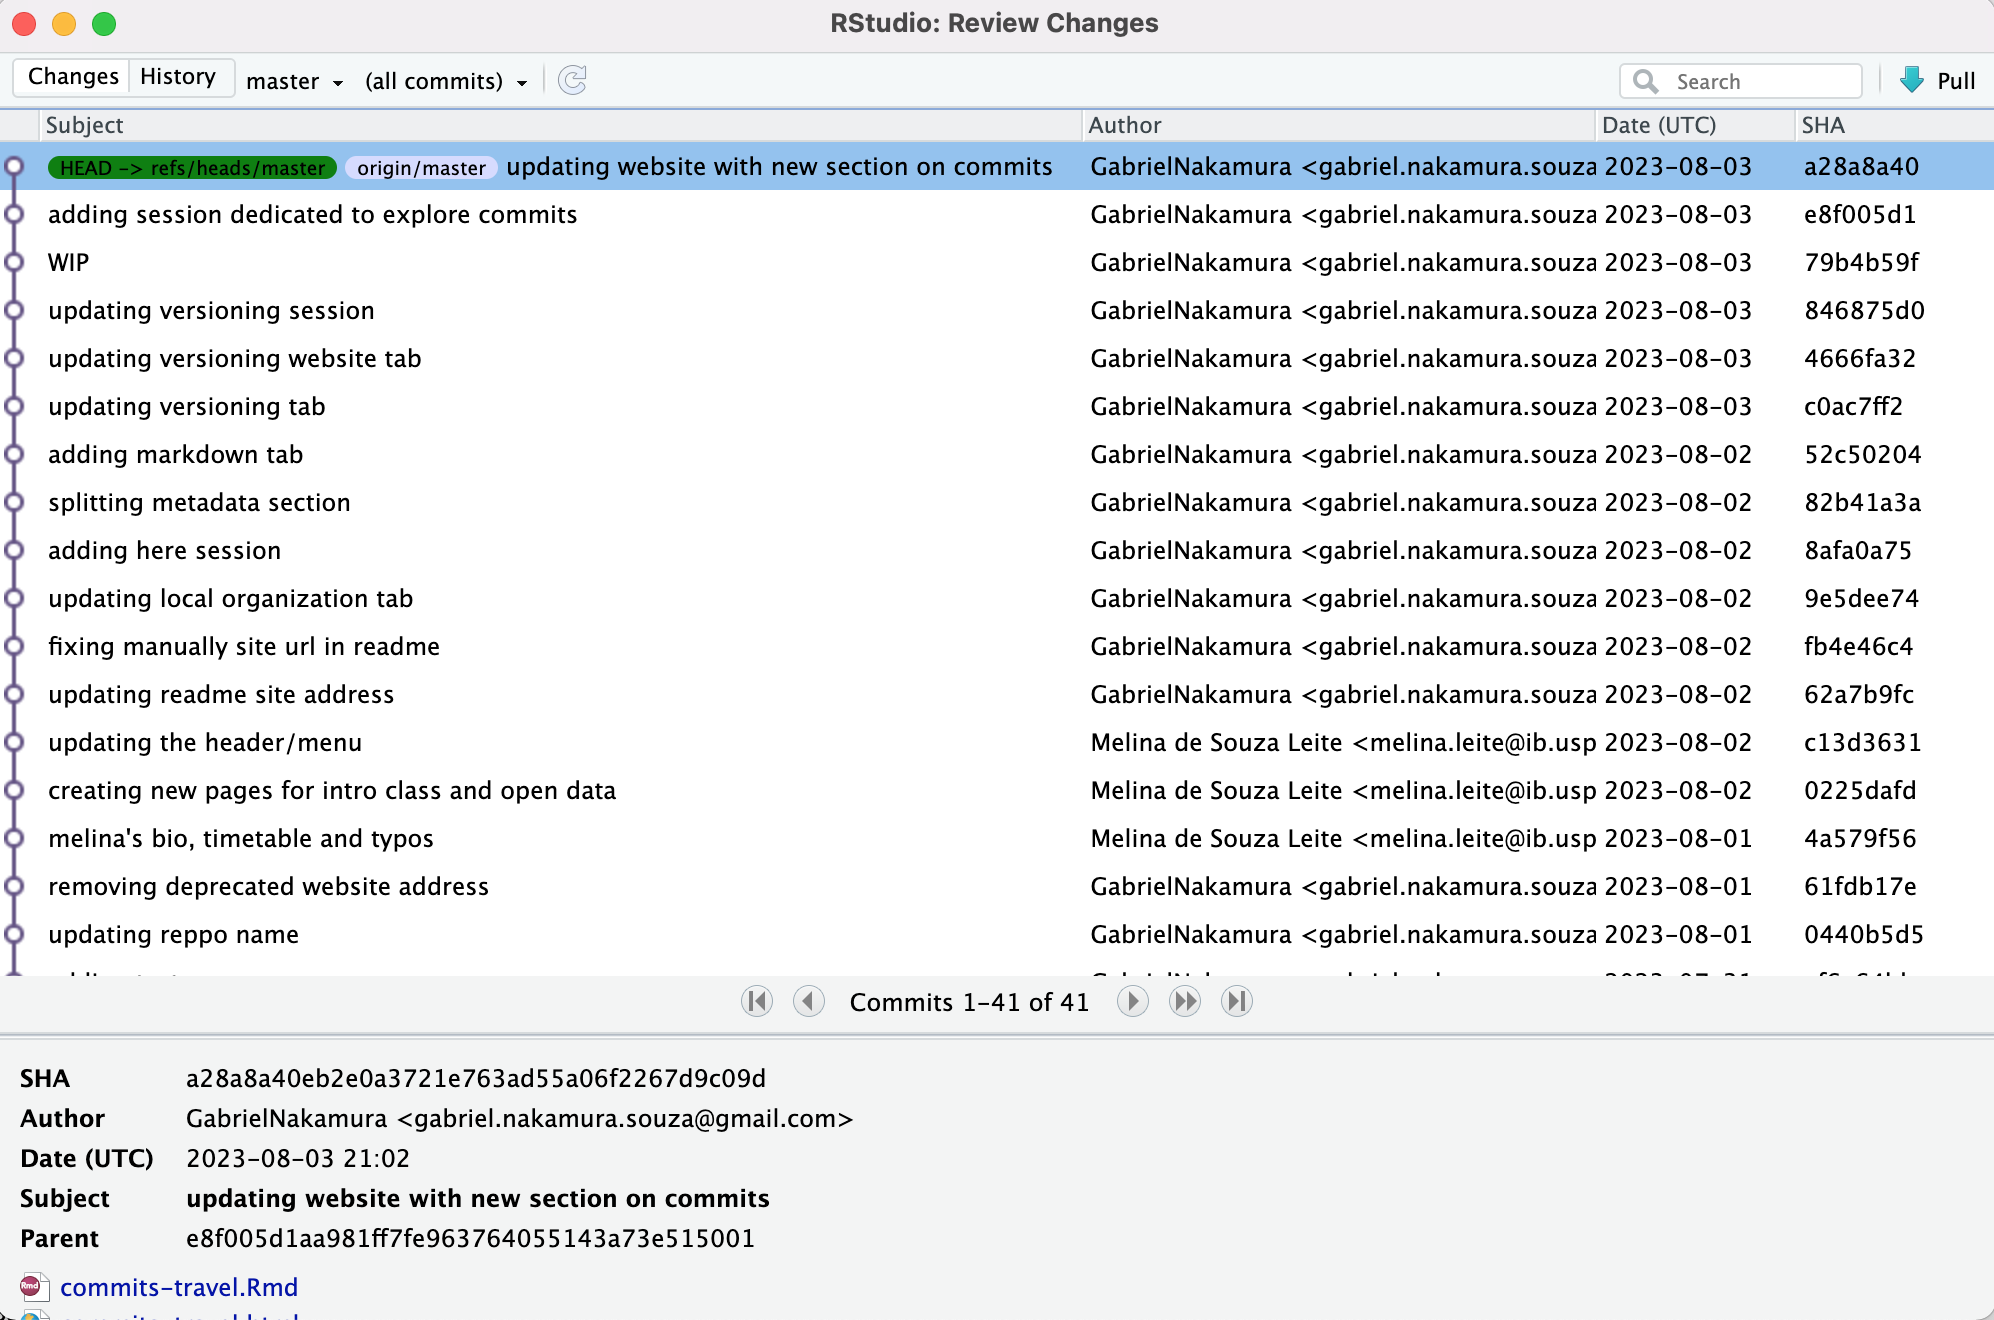 RStudio: Review Changes
Changes History master (all commits) Search Pull
Subject Author Date (UTC) SHA
HEAD -> refs/heads/master origin/master updating website with new section on commits GabrielNakamura <gabriel.nakamura.souza 2023-08-03 a28a8a40
adding session dedicated to explore commits GabrielNakamura <gabriel.nakamura.souza 2023-08-03 e8f005d1
WIP GabrielNakamura <gabriel.nakamura.souza 2023-08-03 79b4b59f
updating versioning session GabrielNakamura <gabriel.nakamura.souza 2023-08-03 846875d0
updating versioning website tab GabrielNakamura <gabriel.nakamura.souza 2023-08-03 4666fa32
updating versioning tab GabrielNakamura <gabriel.nakamura.souza 2023-08-03 c0ac7ff2
adding markdown tab GabrielNakamura <gabriel.nakamura.souza 2023-08-02 52c50204
splitting metadata section GabrielNakamura <gabriel.nakamura.souza 2023-08-02 82b41a3a
adding here session GabrielNakamura <gabriel.nakamura.souza 2023-08-02 8afa0a75
updating local organization tab GabrielNakamura <gabriel.nakamura.souza 2023-08-02 9e5dee74
fixing manually site url in readme GabrielNakamura <gabriel.nakamura.souza 2023-08-02 fb4e46c4
updating readme site address GabrielNakamura <gabriel.nakamura.souza 2023-08-02 62a7b9fc
updating the header/menu Melina de Souza Leite <melina.leite@ib.usp 2023-08-02 c13d3631
creating new pages for intro class and open data Melina de Souza Leite <melina.leite@ib.usp 2023-08-02 0225dafd
melina's bio, timetable and typos Melina de Souza Leite <melina.leite@ib.usp 2023-08-01 4a579f56
removing deprecated website address GabrielNakamura <gabriel.nakamura.souza 2023-08-01 61fdb17e
updating reppo name GabrielNakamura <gabriel.nakamura.souza 2023-08-01 0440b5d5
Commits 1-41 of 41
SHA a28a8a40eb2e0a3721e763ad55a06f2267d9c09d
Author GabrielNakamura <gabriel.nakamura.souza@gmail.com>
Date (UTC) 2023-08-03 21:02
Subject updating website with new section on commits
Parent e8f005d1aa981ff7fe963764055143a73e515001
Rmd commits-travel.Rmd